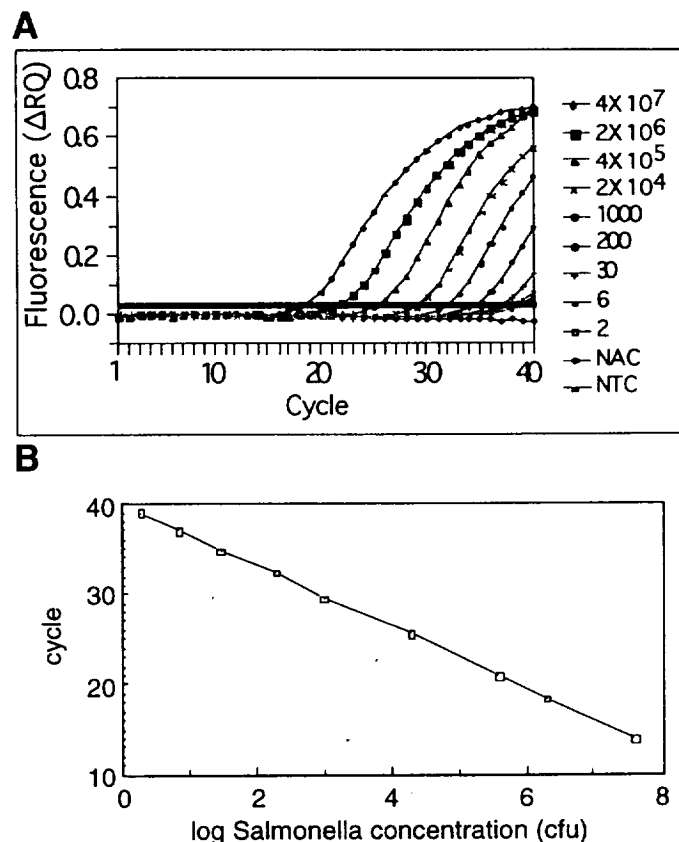 A
Fluorescence (ΔRQ)
0.8
0.6
0.4
0.2
0.0
1 10 20 30 40
Cycle
4X10⁷
2X10⁶
4X10⁵
2X10⁴
1000
200
30
6
2
NAC
NTC
B
cycle
40
30
20
10
0 2 4 6 8
log Salmonella concentration (cfu)